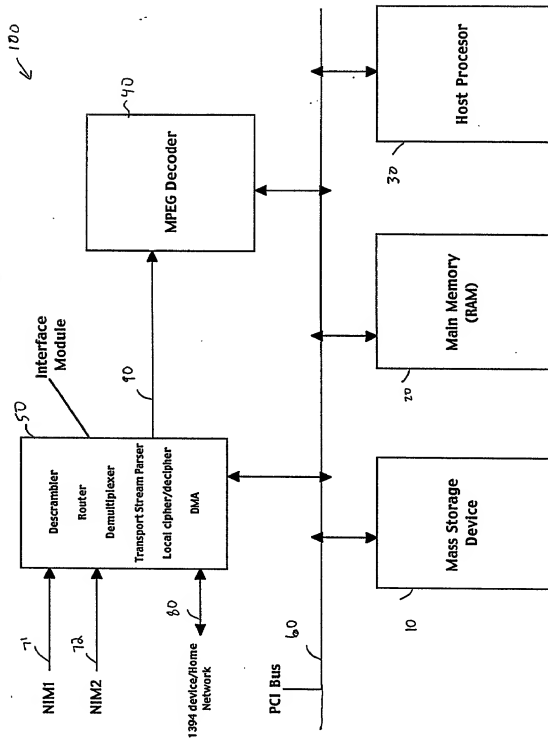 100
40
MPEG Decoder
Interface
Module
50
Descrambler
Router
Demultiplexer
Transport Stream Parser
Local cipher/decipher
DMA
90
71
NIM1
72
NIM2
80
1394 device/Home
Network
60
PCI Bus
Mass Storage
Device
10
Main Memory
(RAM)
20
Host Procesor
30